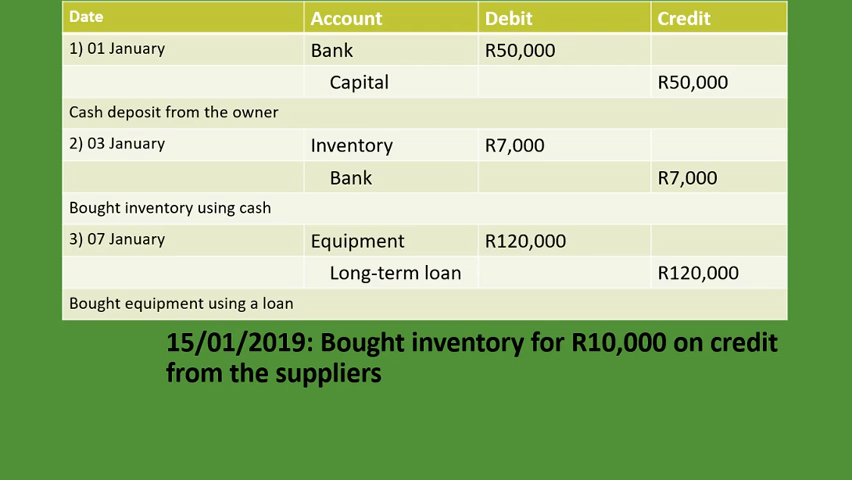 Date Account Debit Credit
1) 01 January Bank R50,000
Capital R50,000
Cash deposit from the owner
2) 03 January Inventory R7,000
Bank R7,000
Bought inventory using cash
3) 07 January Equipment R120,000
Long-term loan R120,000
Bought equipment using a loan
15/01/2019: Bought inventory for R10,000 on credit
from the suppliers